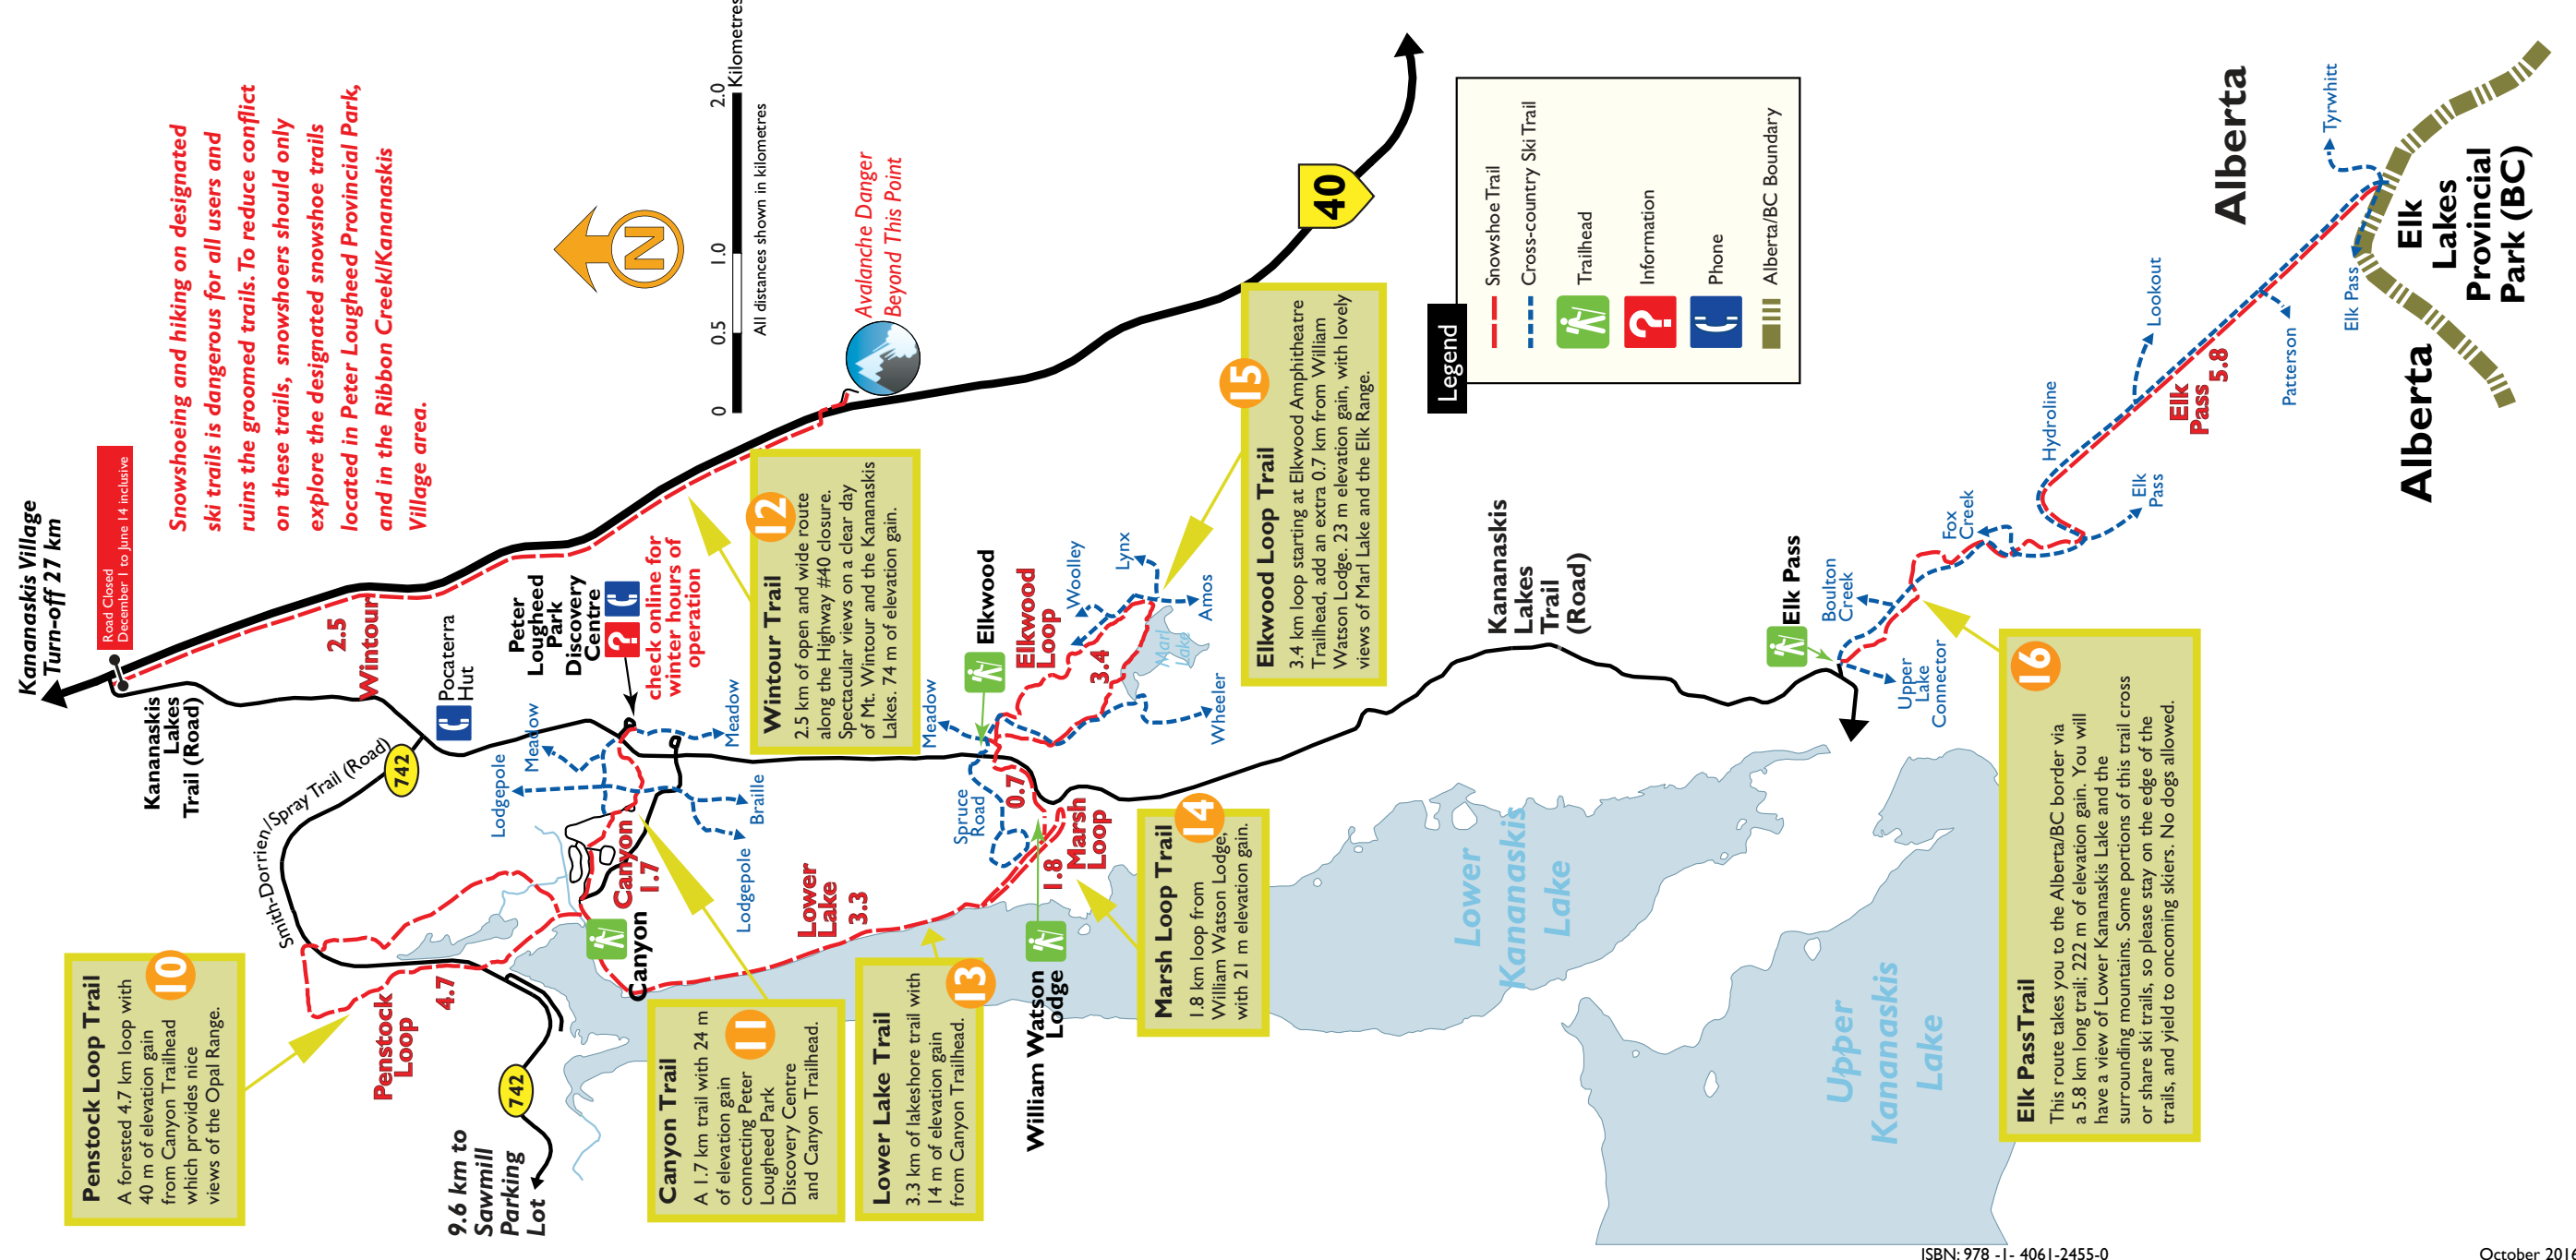 Kananaskis Village
Turn-off 27 km
Road Closed
December 1 to June 14 inclusive
Snowshoeing and hiking on designated
ski trails is dangerous for all users and
ruins the groomed trails. To reduce conflict
on these trails, snowshoers should only
explore the designated snowshoe trails
located in Peter Lougheed Provincial Park,
and in the Ribbon Creek/Kananaskis
Village area.
N
0
0.5
1.0
2.0
Kilometres
All distances shown in kilometres
Avalanche Danger
Beyond This Point
40
Kananaskis
Lakes
Trail (Road)
2.5
Wintour
Pocaterra
Hut
Smith-Dorrien/Spray Trail (Road)
742
Peter
Lougheed
Park
Discovery
Centre
?
check online for
winter hours of
operation
Penstock Loop Trail
10
A forested 4.7 km loop with
40 m of elevation gain
from Canyon Trailhead
which provides nice
views of the Opal Range.
Penstock
Loop
4.7
742
9.6 km to
Sawmill
Parking
Lot
Lodgepole
Meadow
Meadow
Braille
Lodgepole
Canyon
1.7
Canyon
Canyon Trail
11
A 1.7 km trail with 24 m
of elevation gain
connecting Peter
Lougheed Park
Discovery Centre
and Canyon Trailhead.
Wintour Trail
12
2.5 km of open and wide route
along the Highway #40 closure.
Spectacular views on a clear day
of Mt. Wintour and the Kananaskis
Lakes. 74 m of elevation gain.
Lower
Lake
3.3
Lower Lake Trail
13
3.3 km of lakeshore trail with
14 m of elevation gain
from Canyon Trailhead.
Meadow
Elkwood
Elkwood
Loop
3.4
Woolley
Lynx
Amos
Marl
Lake
Wheeler
Spruce
Road
0.7
1.8
Marsh
Loop
William Watson
Lodge
Marsh Loop Trail
14
1.8 km loop from
William Watson Lodge,
with 21 m elevation gain.
Elkwood Loop Trail
15
3.4 km loop starting at Elkwood Amphitheatre
Trailhead, add an extra 0.7 km from William
Watson Lodge. 23 m elevation gain, with lovely
views of Marl Lake and the Elk Range.
Legend
Snowshoe Trail
Cross-country Ski Trail
Trailhead
?
Information
Phone
Alberta/BC Boundary
Kananaskis
Lakes
Trail
(Road)
Lower
Kananaskis
Lake
Upper
Kananaskis
Lake
Elk Pass
Boulton
Creek
Upper
Lake
Connector
Fox
Creek
Elk
Pass
Hydroline
Lookout
Elk
Pass
5.8
Patterson
Elk Pass
Tyrwhitt
Alberta
Alberta
Elk
Lakes
Provincial
Park (BC)
Elk PassTrail
16
This route takes you to the Alberta/BC border via
a 5.8 km long trail; 222 m of elevation gain. You will
have a view of Lower Kananaskis Lake and the
surrounding mountains. Some portions of this trail cross
or share ski trails, so please stay on the edge of the
trails, and yield to oncoming skiers. No dogs allowed.
ISBN: 978 -1- 4061-2455-0
October 2016